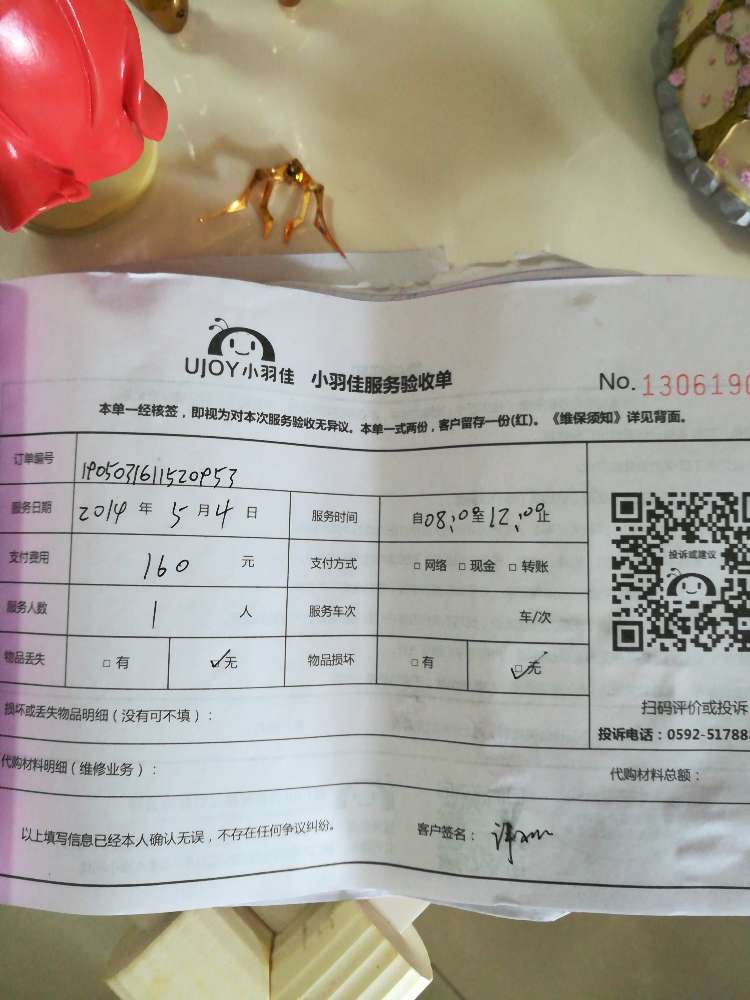 UJOY小羽佳 小羽佳服务验收单 No. 1306190
本单一经核签，即视为对本次服务验收无异议。本单一式两份，客户留存一份(红)。《维保须知》详见背面。
订单编号 1905031611520953
服务日期 2019 年 5 月 4 日 服务时间 自08:00至12:00止
支付费用 160 元 支付方式 □网络 □现金 □转账
服务人数 1 人 服务车次 车/次
物品丢失 □有 ☑无 物品损坏 □有 ☑无
投诉或建议
扫码评价或投诉
投诉电话：0592-51788
损坏或丢失物品明细（没有可不填）：
代购材料明细（维修业务）： 代购材料总额：
以上填写信息已经本人确认无误，不存在任何争议纠纷。 客户签名：